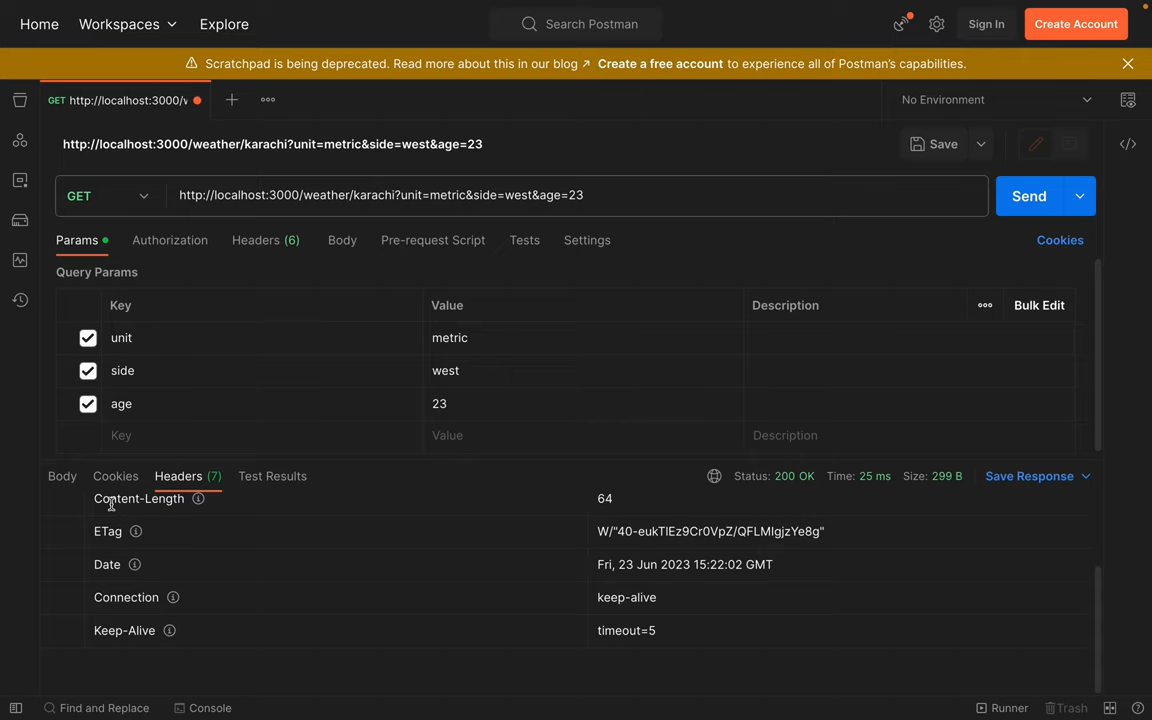 Home Workspaces Explore Search Postman Sign In Create Account
Scratchpad is being deprecated. Read more about this in our blog ↗ Create a free account to experience all of Postman's capabilities.
GET http://localhost:3000/v No Environment
http://localhost:3000/weather/karachi?unit=metric&side=west&age=23 Save
GET http://localhost:3000/weather/karachi?unit=metric&side=west&age=23 Send
Params Authorization Headers (6) Body Pre-request Script Tests Settings Cookies
Query Params
Key Value Description Bulk Edit
unit metric
side west
age 23
Key Value Description
Body Cookies Headers (7) Test Results Status: 200 OK Time: 25 ms Size: 299 B Save Response
Content-Length 64
ETag W/"40-eukTlEz9Cr0VpZ/QFLMIgjzYe8g"
Date Fri, 23 Jun 2023 15:22:02 GMT
Connection keep-alive
Keep-Alive timeout=5
Find and Replace Console Runner Trash